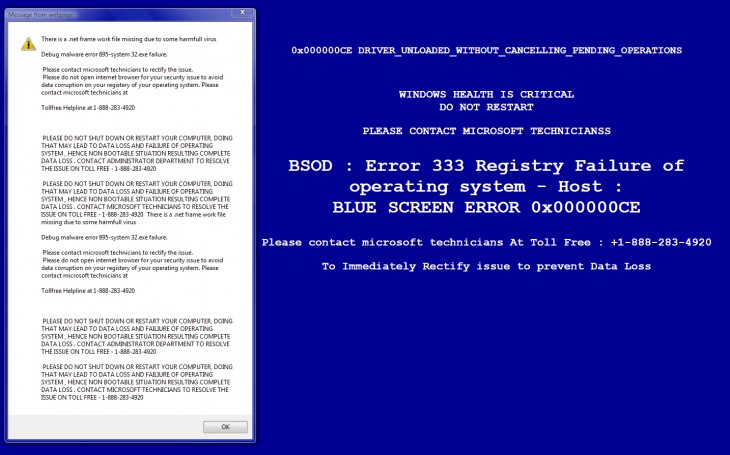 Message from webpage
There is a .net frame work file missing due to some harmfull virus
Debug malware error 895-system 32.exe failure.
Please contact microsoft technicians to rectify the issue.
Please do not open internet browser for your security issue to avoid
data corruption on your registery of your operating system. Please
contact microsoft technicians at
Tollfree Helpline at 1-888-283-4920
PLEASE DO NOT SHUT DOWN OR RESTART YOUR COMPUTER, DOING
THAT MAY LEAD TO DATA LOSS AND FAILURE OF OPERATING
SYSTEM , HENCE NON BOOTABLE SITUATION RESULTING COMPLETE
DATA LOSS . CONTACT ADMINISTRATOR DEPARTMENT TO RESOLVE
THE ISSUE ON TOLL FREE - 1-888-283-4920
PLEASE DO NOT SHUT DOWN OR RESTART YOUR COMPUTER, DOING
THAT MAY LEAD TO DATA LOSS AND FAILURE OF OPERATING
SYSTEM , HENCE NON BOOTABLE SITUATION RESULTING COMPLETE
DATA LOSS . CONTACT MICROSOFT TECHNICIANS TO RESOLVE THE
ISSUE ON TOLL FREE - 1-888-283-4920 There is a .net frame work file
missing due to some harmfull virus
Debug malware error 895-system 32.exe failure.
Please contact microsoft technicians to rectify the issue.
Please do not open internet browser for your security issue to avoid
data corruption on your registery of your operating system. Please
contact microsoft technicians at
Tollfree Helpline at 1-888-283-4920
PLEASE DO NOT SHUT DOWN OR RESTART YOUR COMPUTER, DOING
THAT MAY LEAD TO DATA LOSS AND FAILURE OF OPERATING
SYSTEM , HENCE NON BOOTABLE SITUATION RESULTING COMPLETE
DATA LOSS . CONTACT ADMINISTRATOR DEPARTMENT TO RESOLVE
THE ISSUE ON TOLL FREE - 1-888-283-4920
PLEASE DO NOT SHUT DOWN OR RESTART YOUR COMPUTER, DOING
THAT MAY LEAD TO DATA LOSS AND FAILURE OF OPERATING
SYSTEM , HENCE NON BOOTABLE SITUATION RESULTING COMPLETE
DATA LOSS . CONTACT MICROSOFT TECHNICIANS TO RESOLVE THE
ISSUE ON TOLL FREE - 1-888-283-4920
OK
0x000000CE DRIVER_UNLOADED_WITHOUT_CANCELLING_PENDING_OPERATIONS
WINDOWS HEALTH IS CRITICAL
DO NOT RESTART
PLEASE CONTACT MICROSOFT TECHNICIANSS
BSOD : Error 333 Registry Failure of
operating system - Host :
BLUE SCREEN ERROR 0x000000CE
Please contact microsoft technicians At Toll Free : +1-888-283-4920
To Immediately Rectify issue to prevent Data Loss